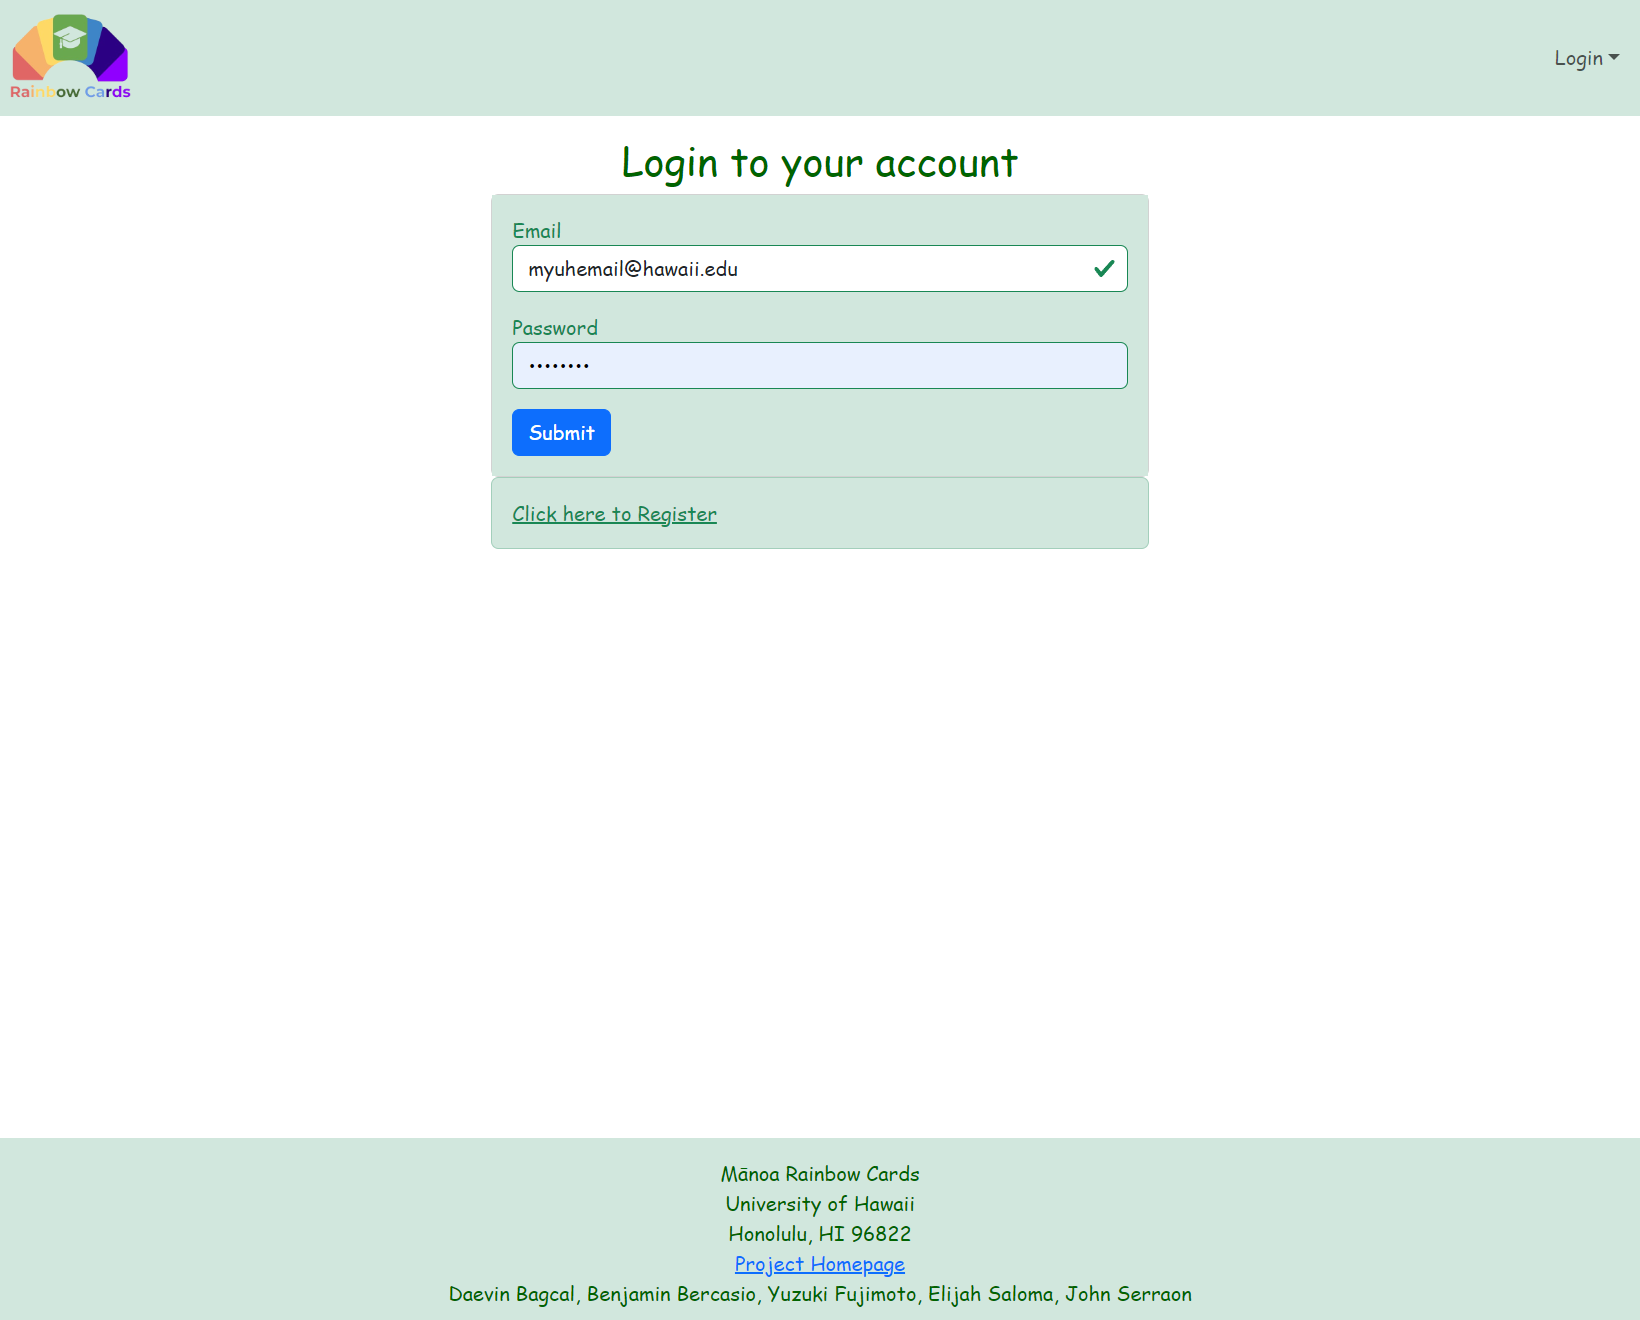 Rainbow Cards
Login
Login to your account
Email
myuhemail@hawaii.edu
Password
••••••••
Submit
Click here to Register
Mānoa Rainbow Cards
University of Hawaii
Honolulu, HI 96822
Project Homepage
Daevin Bagcal, Benjamin Bercasio, Yuzuki Fujimoto, Elijah Saloma, John Serraon